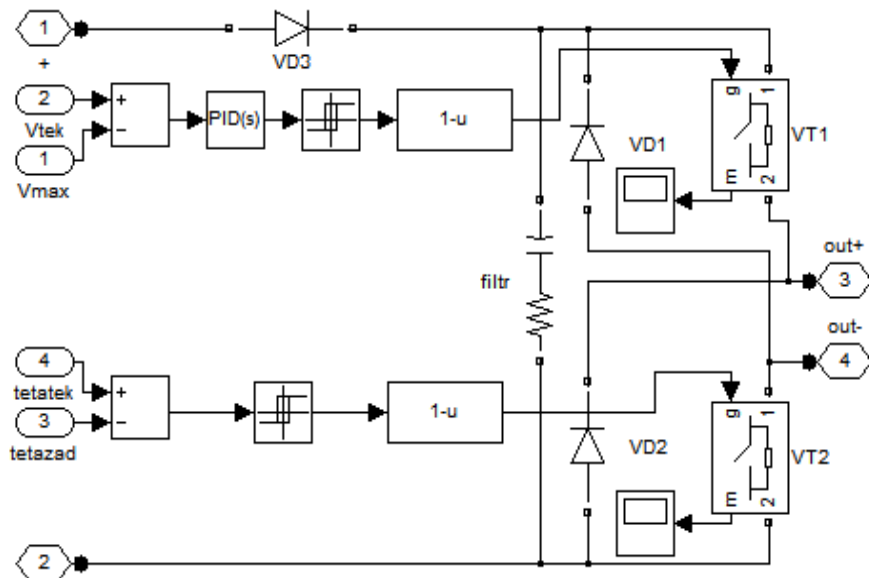 1
+
VD3
2
Vtek
+
−
PID(s)
1-u
1
Vmax
VD1
g
1
VT1
m
2
out+
3
filtr
out-
4
4
tetatek
+
−
1-u
3
tetazad
VD2
g
1
VT2
m
2
2